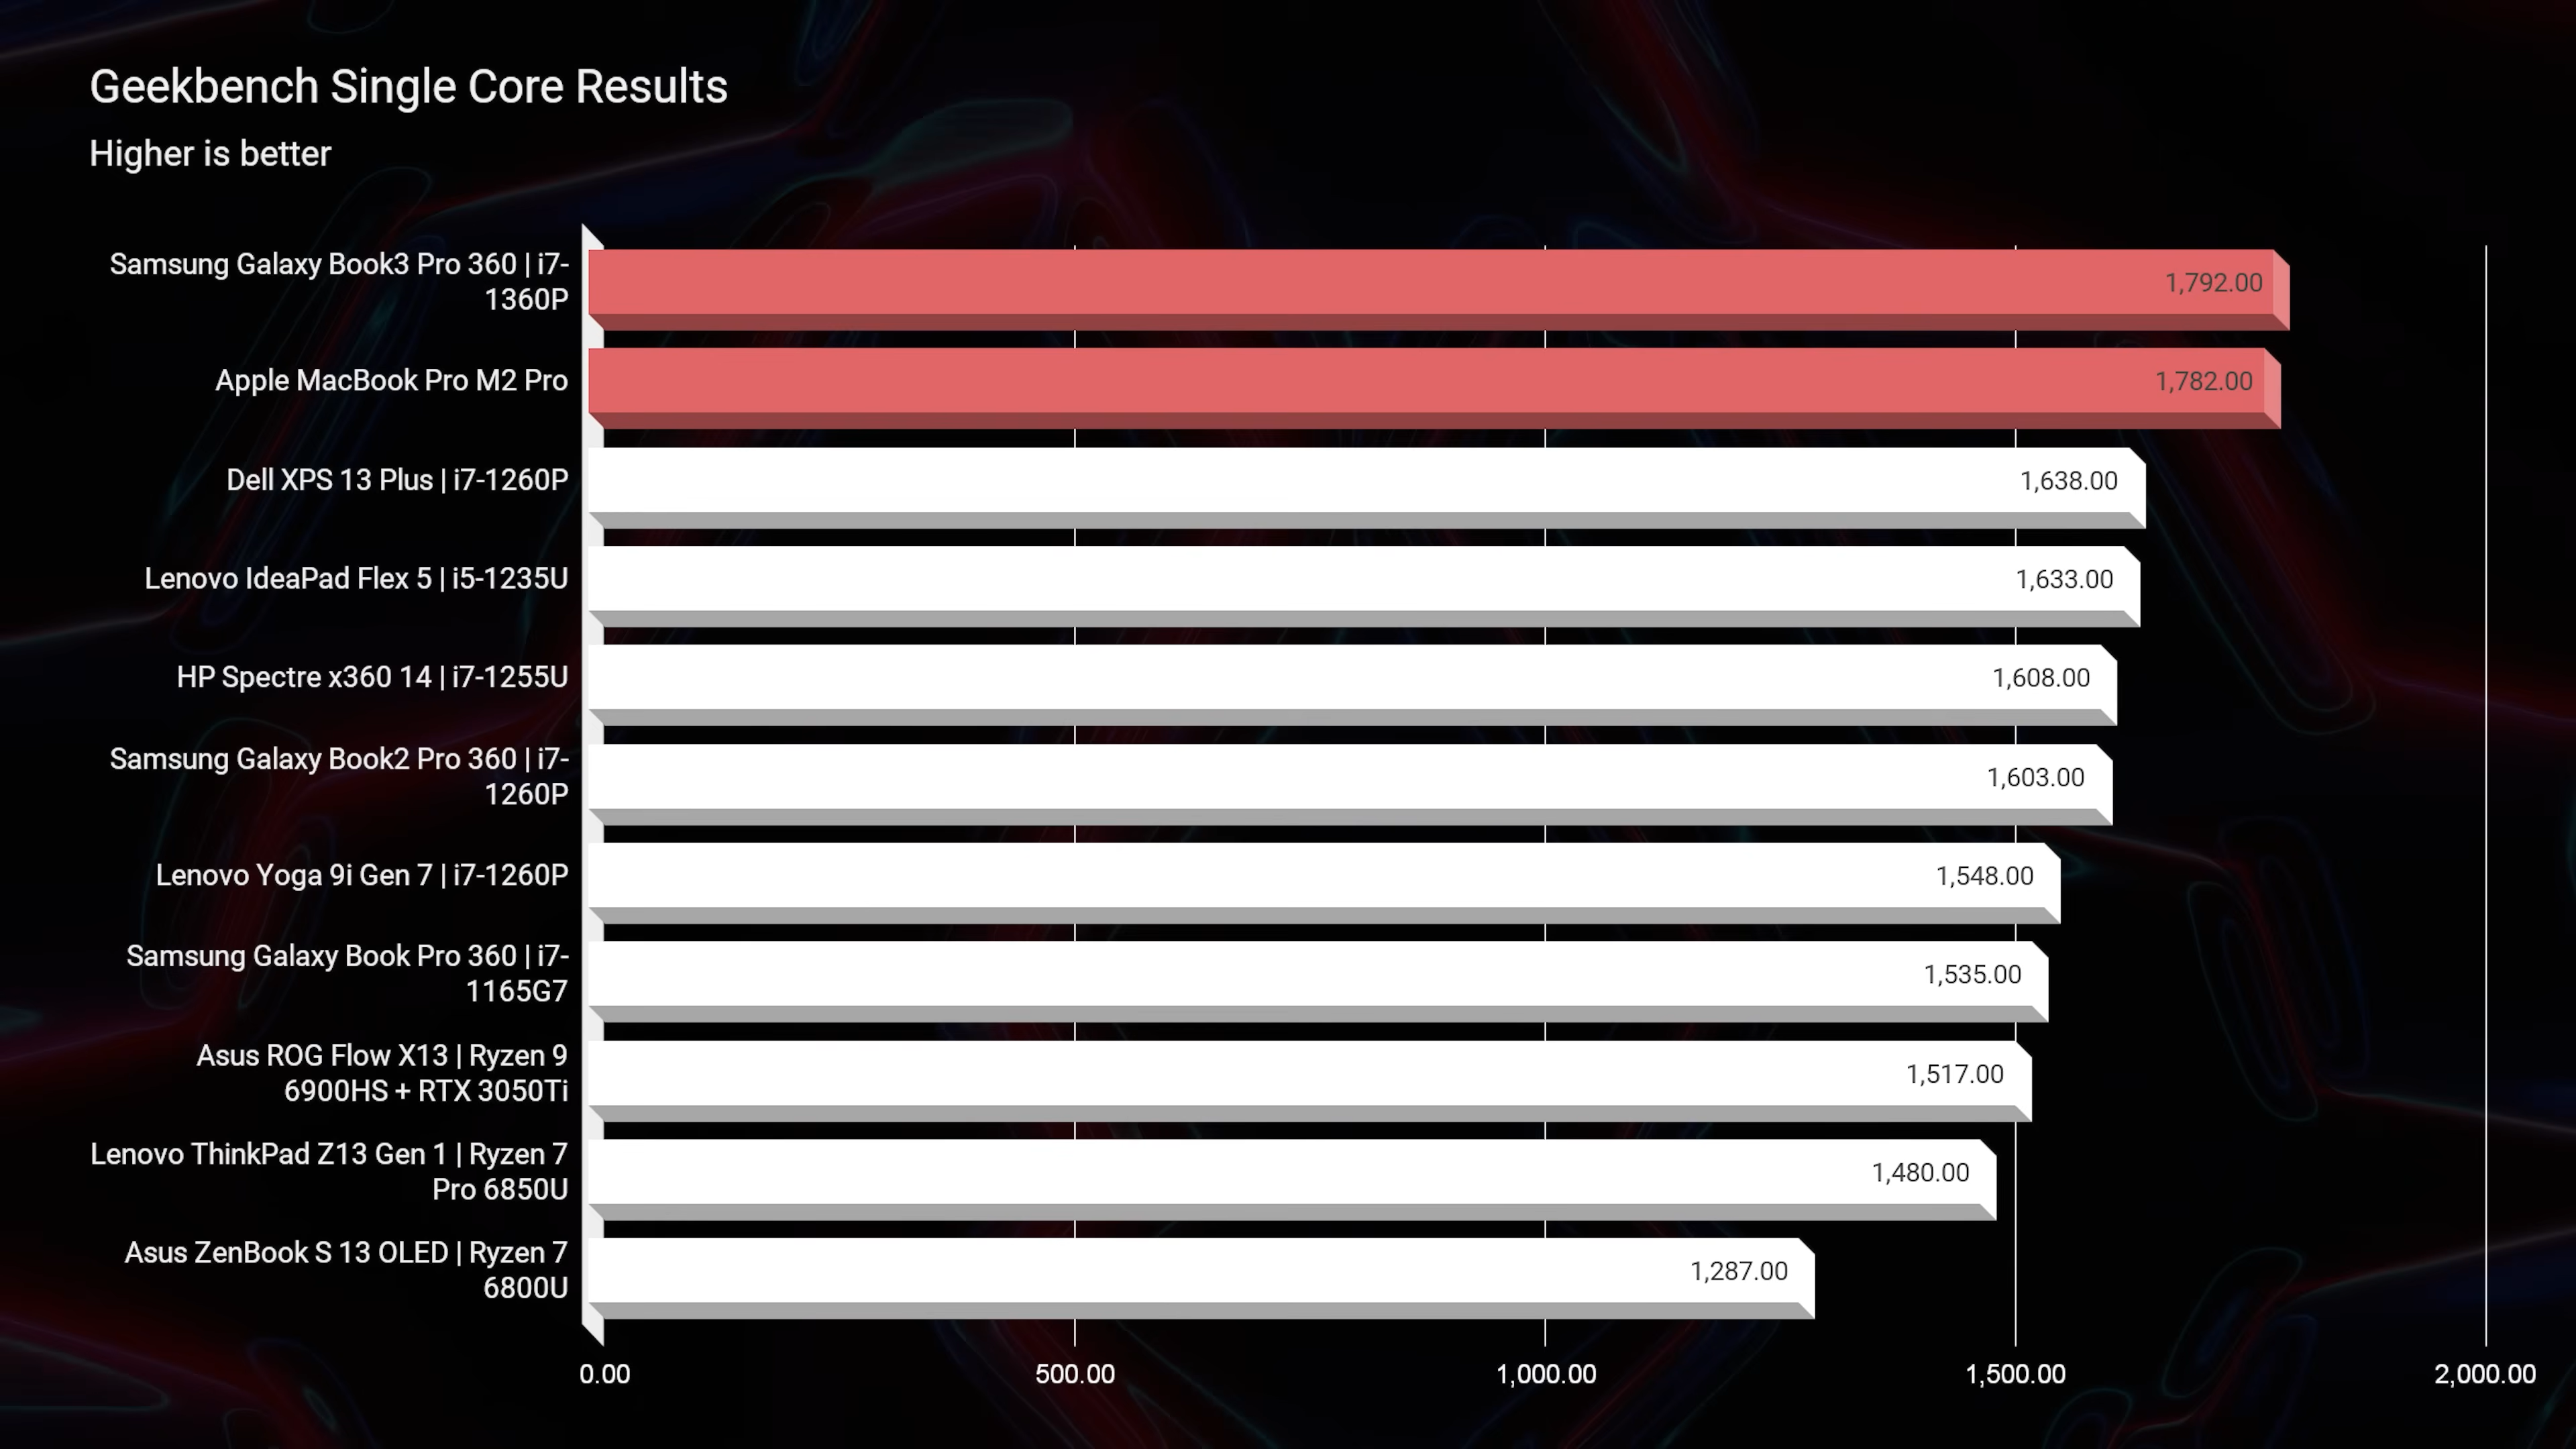 Geekbench Single Core Results
Higher is better
Samsung Galaxy Book3 Pro 360 | i7-
1360P
1,792.00
Apple MacBook Pro M2 Pro
1,782.00
Dell XPS 13 Plus | i7-1260P
1,638.00
Lenovo IdeaPad Flex 5 | i5-1235U
1,633.00
HP Spectre x360 14 | i7-1255U
1,608.00
Samsung Galaxy Book2 Pro 360 | i7-
1260P
1,603.00
Lenovo Yoga 9i Gen 7 | i7-1260P
1,548.00
Samsung Galaxy Book Pro 360 | i7-
1165G7
1,535.00
Asus ROG Flow X13 | Ryzen 9
6900HS + RTX 3050Ti
1,517.00
Lenovo ThinkPad Z13 Gen 1 | Ryzen 7
Pro 6850U
1,480.00
Asus ZenBook S 13 OLED | Ryzen 7
6800U
1,287.00
0.00 500.00 1,000.00 1,500.00 2,000.00